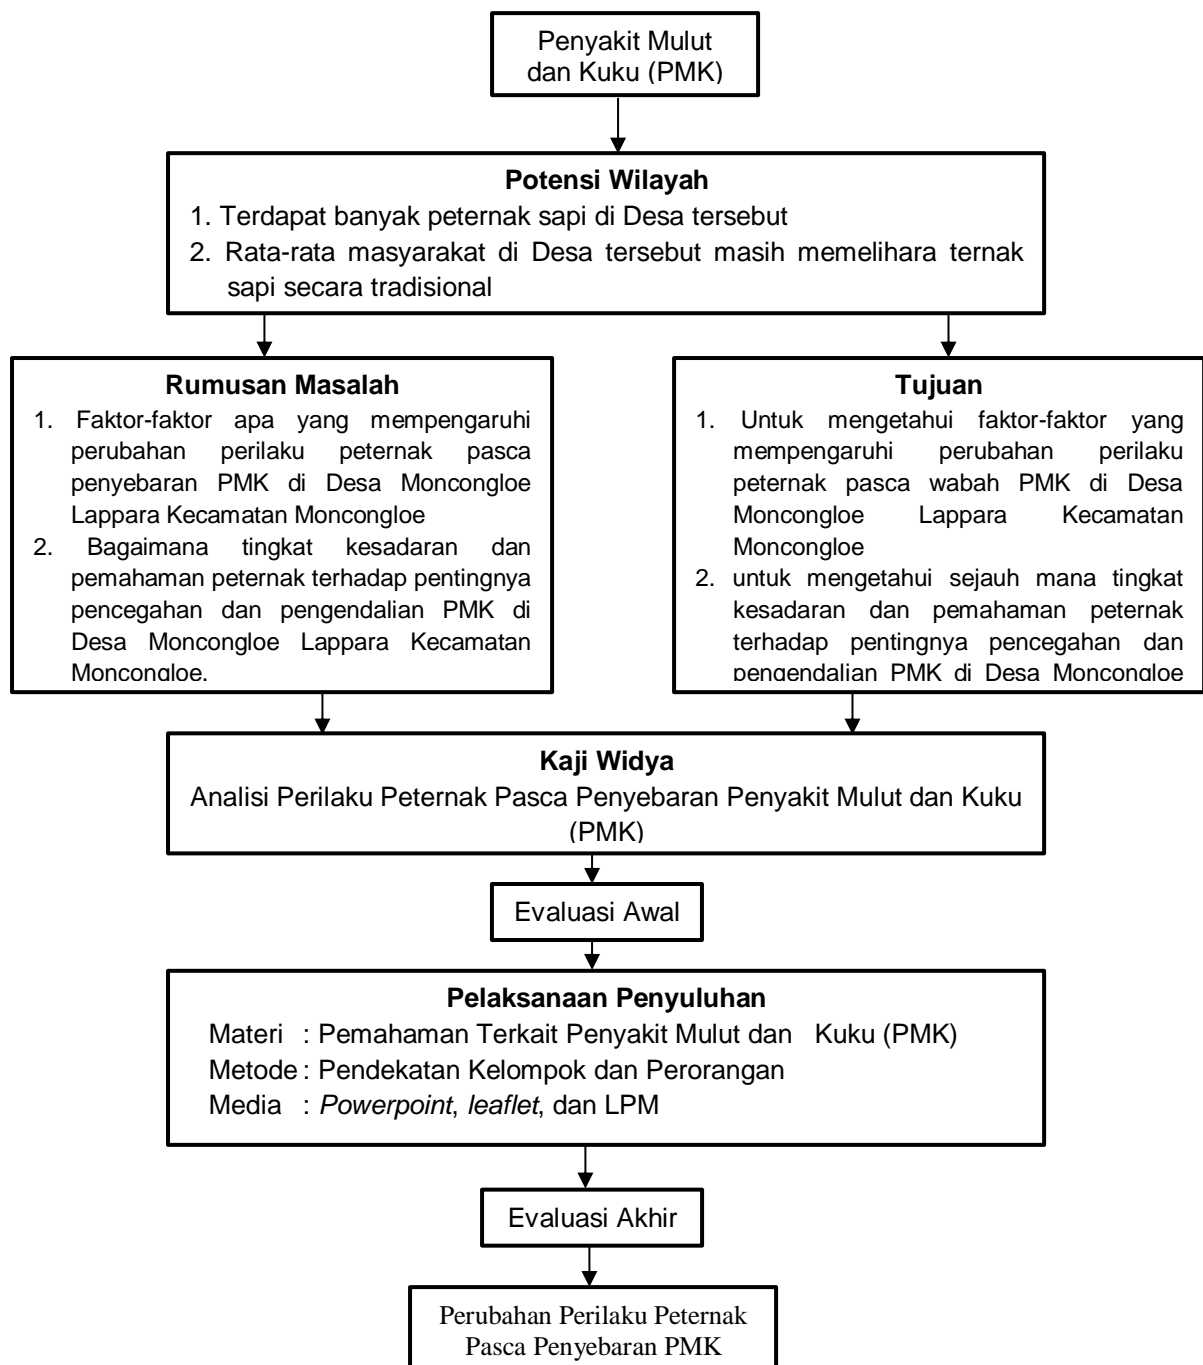 Penyakit Mulut
dan Kuku (PMK)
Potensi Wilayah
1. Terdapat banyak peternak sapi di Desa tersebut
2. Rata-rata masyarakat di Desa tersebut masih memelihara ternak
sapi secara tradisional
Rumusan Masalah
1. Faktor-faktor apa yang mempengaruhi
perubahan perilaku peternak pasca
penyebaran PMK di Desa Moncongloe
Lappara Kecamatan Moncongloe
2. Bagaimana tingkat kesadaran dan
pemahaman peternak terhadap pentingnya
pencegahan dan pengendalian PMK di
Desa Moncongloe Lappara Kecamatan
Moncongloe.
Tujuan
1. Untuk mengetahui faktor-faktor yang
mempengaruhi perubahan perilaku
peternak pasca wabah PMK di Desa
Moncongloe Lappara Kecamatan
Moncongloe
2. untuk mengetahui sejauh mana tingkat
kesadaran dan pemahaman peternak
terhadap pentingnya pencegahan dan
pengendalian PMK di Desa Moncongloe
Kaji Widya
Analisi Perilaku Peternak Pasca Penyebaran Penyakit Mulut dan Kuku
(PMK)
Evaluasi Awal
Pelaksanaan Penyuluhan
Materi : Pemahaman Terkait Penyakit Mulut dan Kuku (PMK)
Metode : Pendekatan Kelompok dan Perorangan
Media : Powerpoint, leaflet, dan LPM
Evaluasi Akhir
Perubahan Perilaku Peternak
Pasca Penyebaran PMK